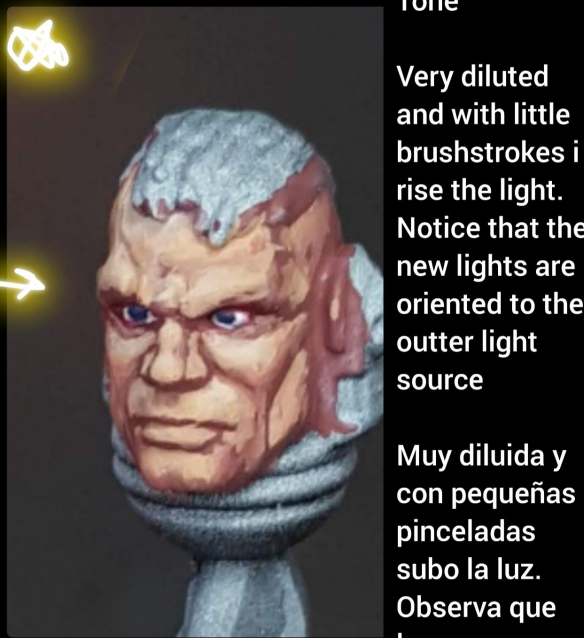 Tone
Very diluted
and with little
brushstrokes i
rise the light.
Notice that the
new lights are
oriented to the
outter light
source
Muy diluida y
con pequeñas
pinceladas
subo la luz.
Observa que